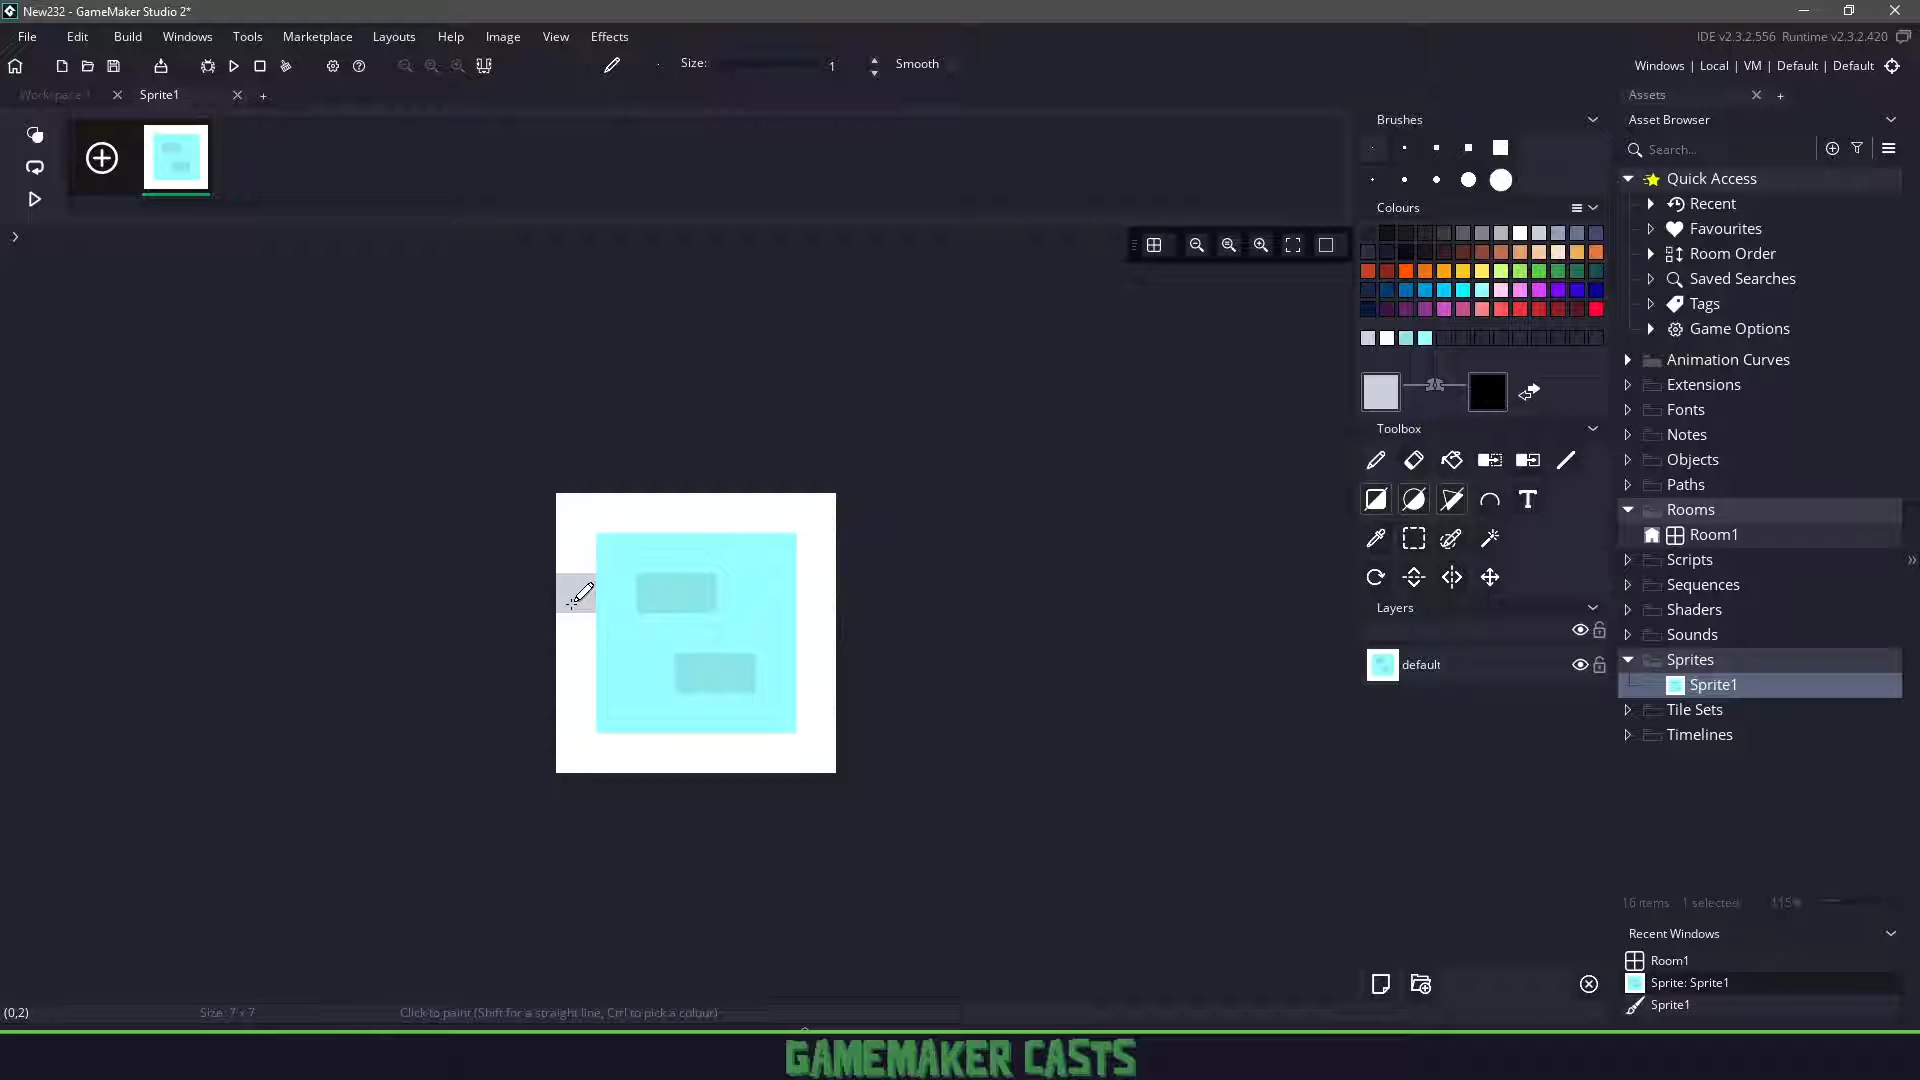 New232 - GameMaker Studio 2*
File Edit Build Windows Tools Marketplace Layouts Help Image View Effects
IDE v2.3.2.556 Runtime v2.3.2.420
Size: 1 Smooth
Windows | Local | VM | Default | Default
Workspace 1
Sprite1
Assets
Brushes
Asset Browser
Search...
Quick Access
Colours
Recent
Favourites
Room Order
Saved Searches
Tags
Game Options
Animation Curves
Extensions
Fonts
Toolbox
Notes
Objects
Paths
Rooms
Room1
Scripts
Sequences
Layers
Shaders
Sounds
default
Sprites
Sprite1
Tile Sets
Timelines
16 items 1 selected 115%
Recent Windows
Room1
Sprite: Sprite1
Sprite1
(0,2) Size: 7 x 7 Click to paint (Shift for a straight line, Ctrl to pick a colour)
GAMEMAKER CASTS